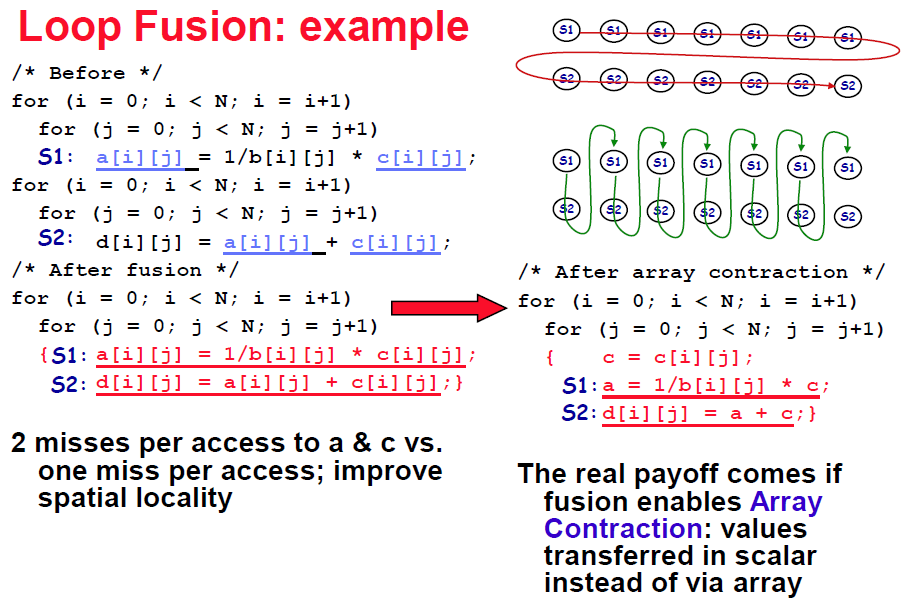 Loop Fusion: example
/* Before */
for (i = 0; i < N; i = i+1)
for (j = 0; j < N; j = j+1)
S1: a[i][j] = 1/b[i][j] * c[i][j];
for (i = 0; i < N; i = i+1)
for (j = 0; j < N; j = j+1)
S2: d[i][j] = a[i][j] + c[i][j];
/* After fusion */
for (i = 0; i < N; i = i+1)
for (j = 0; j < N; j = j+1)
{S1: a[i][j] = 1/b[i][j] * c[i][j];
S2: d[i][j] = a[i][j] + c[i][j];}
2 misses per access to a & c vs.
one miss per access; improve
spatial locality
S1 S1 S1 S1 S1 S1 S1
S2 S2 S2 S2 S2 S2 S2
S1 S1 S1 S1 S1 S1 S1
S2 S2 S2 S2 S2 S2 S2
/* After array contraction */
for (i = 0; i < N; i = i+1)
for (j = 0; j < N; j = j+1)
{ c = c[i][j];
S1: a = 1/b[i][j] * c;
S2: d[i][j] = a + c;}
The real payoff comes if
fusion enables Array
Contraction: values
transferred in scalar
instead of via array